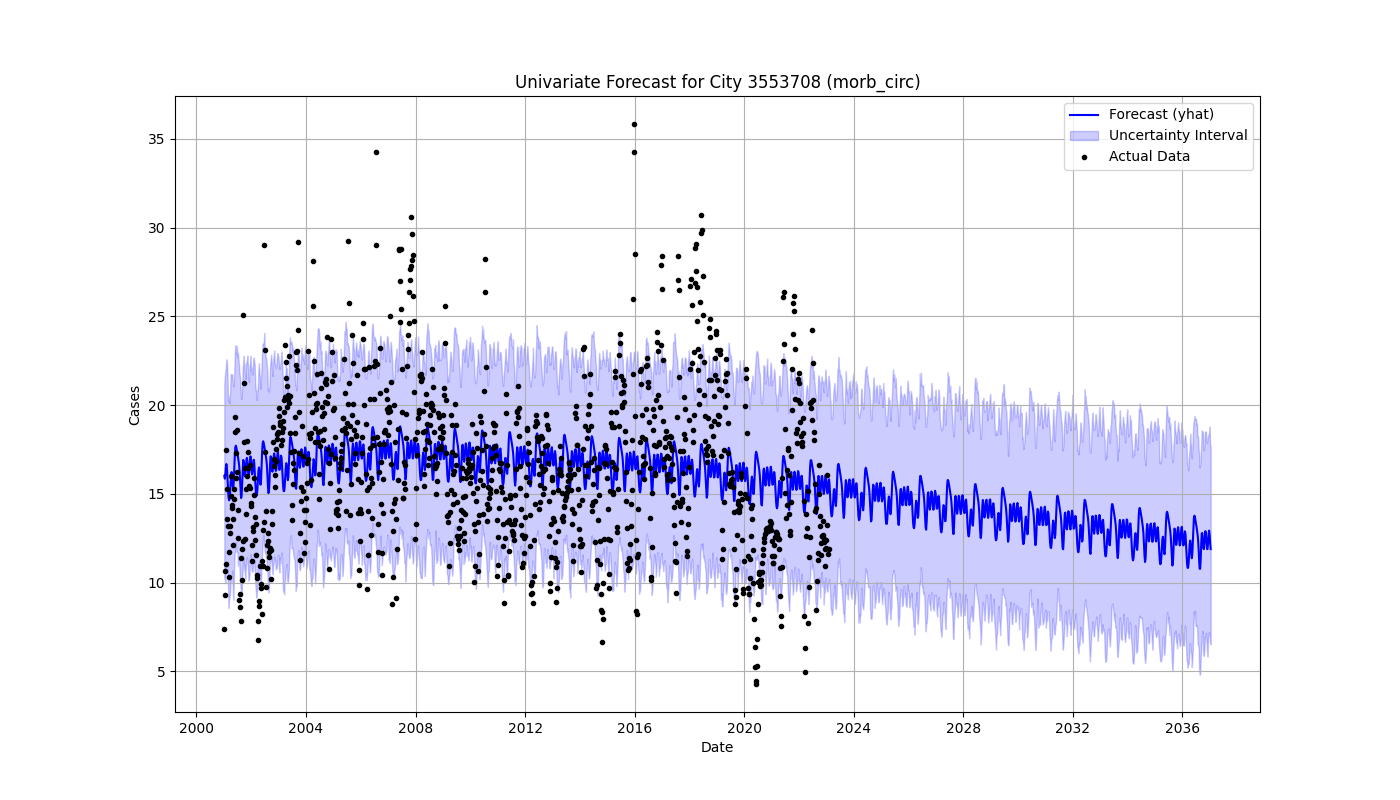 Univariate Forecast for City 3553708 (morb_circ)
Forecast (yhat)
Uncertainty Interval
Actual Data
Cases
35
30
25
20
15
10
5
2000 2004 2008 2012 2016 2020 2024 2028 2032 2036
Date